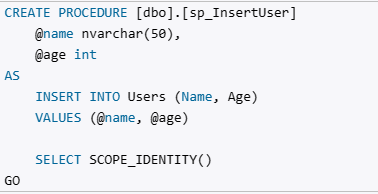 CREATE PROCEDURE [dbo].[sp_InsertUser]
    @name nvarchar(50),
    @age int
AS
    INSERT INTO Users (Name, Age)
    VALUES (@name, @age)

    SELECT SCOPE_IDENTITY()
GO